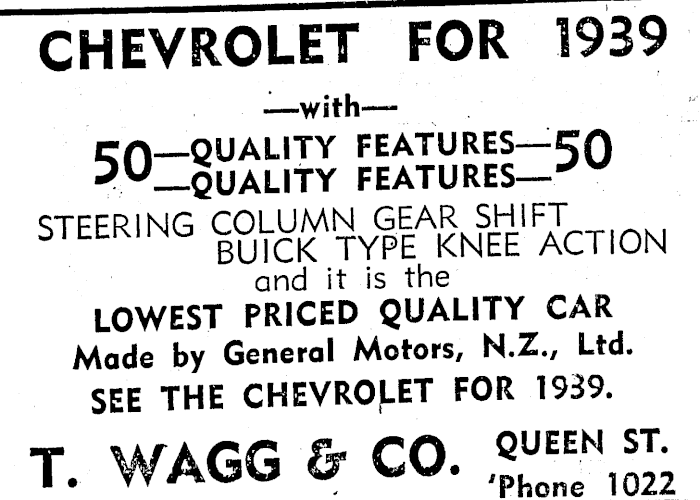 CHEVROLET FOR 1939
—with—
50—QUALITY FEATURES—50
—QUALITY FEATURES—
STEERING COLUMN GEAR SHIFT
BUICK TYPE KNEE ACTION
and it is the
LOWEST PRICED QUALITY CAR
Made by General Motors, N.Z., Ltd.
SEE THE CHEVROLET FOR 1939.
T. WAGG & CO. QUEEN ST.
'Phone 1022